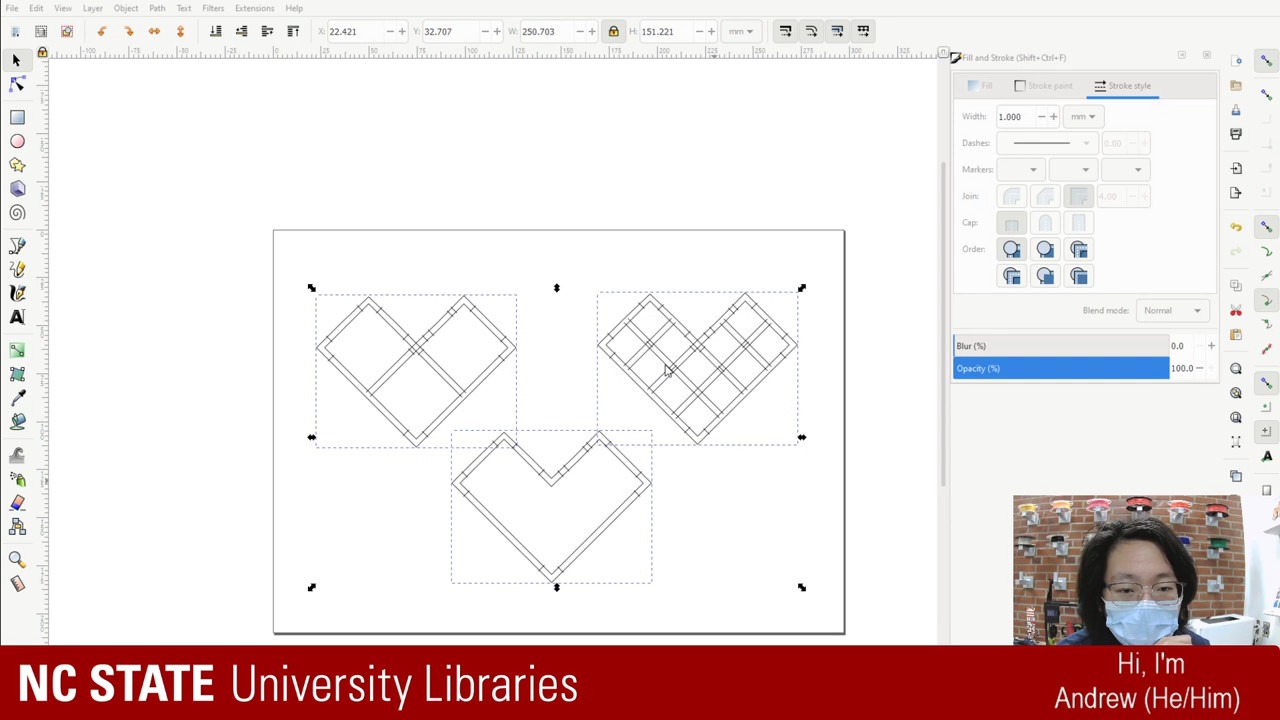 File Edit View Layer Object Path Text Filters Extensions Help
X: 22.421 Y: 32.707 W: 250.703 H: 151.221 mm
Fill and Stroke (Shift+Ctrl+F)
Fill Stroke paint Stroke style
Width: 1.000 mm
Dashes: 0.00
Markers:
Join: 4.00
Cap:
Order:
Blend mode: Normal
Blur (%) 0.0
Opacity (%) 100.0
NC STATE University Libraries
Hi, I'm
Andrew (He/Him)